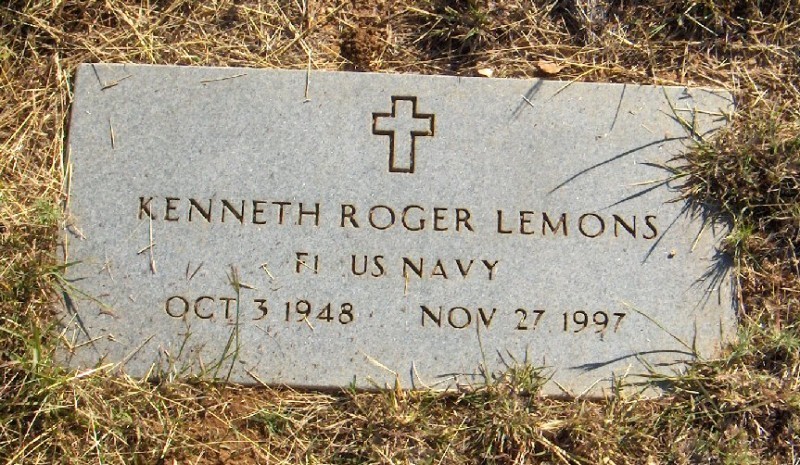 KENNETH ROGER LEMONS
FI US NAVY
OCT 3 1948 NOV 27 1997